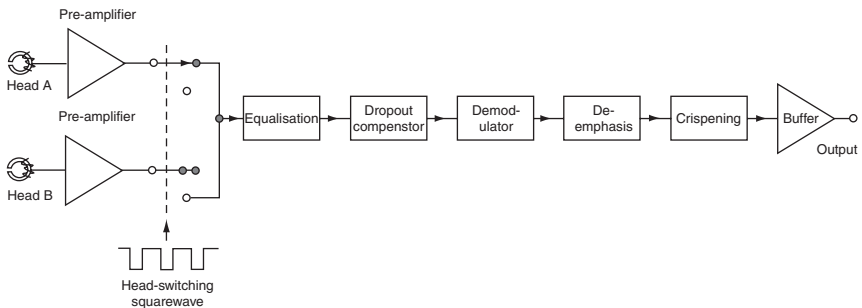 Pre-amplifier
Head A
Pre-amplifier
Head B
Equalisation
Dropout
compenstor
Demod-
ulator
De-
emphasis
Crispening
Buffer
Output
Head-switching
squarewave